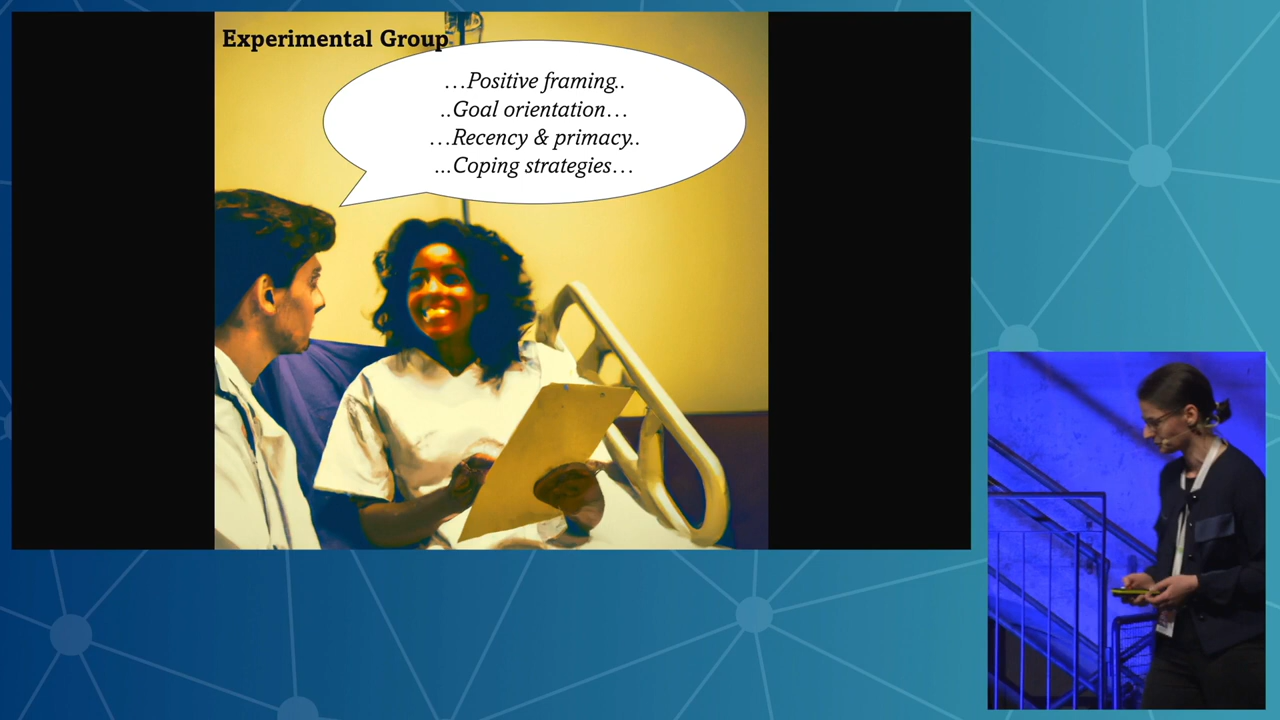 Experimental Group
…Positive framing..
..Goal orientation…
…Recency & primacy..
...Coping strategies…